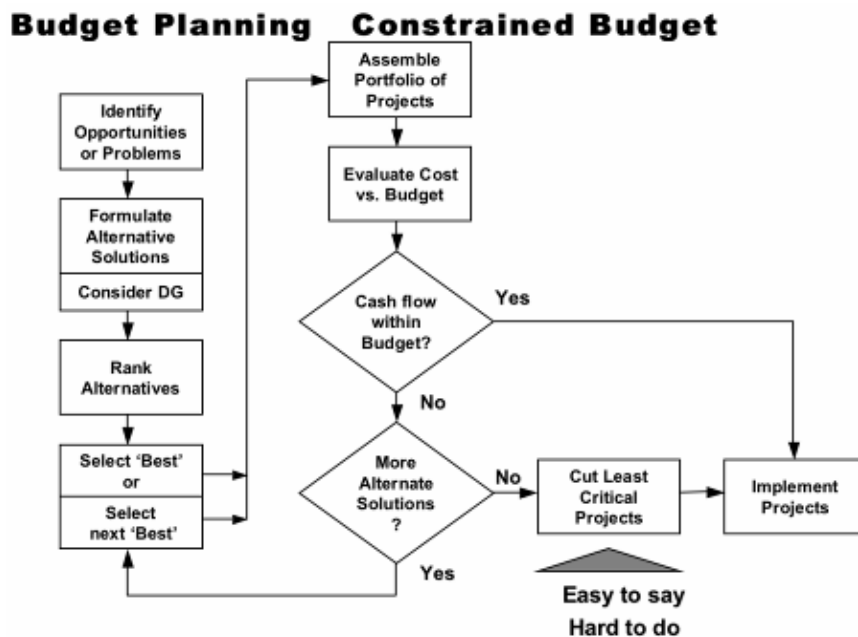 Budget Planning Constrained Budget
Identify
Opportunities
or Problems
Formulate
Alternative
Solutions
Consider DG
Rank
Alternatives
Select ‘Best’
or
Select
next ‘Best’
Assemble
Portfolio of
Projects
Evaluate Cost
vs. Budget
Cash flow
within
Budget?
Yes
No
More
Alternate
Solutions
?
No
Yes
Cut Least
Critical
Projects
Implement
Projects
Easy to say
Hard to do